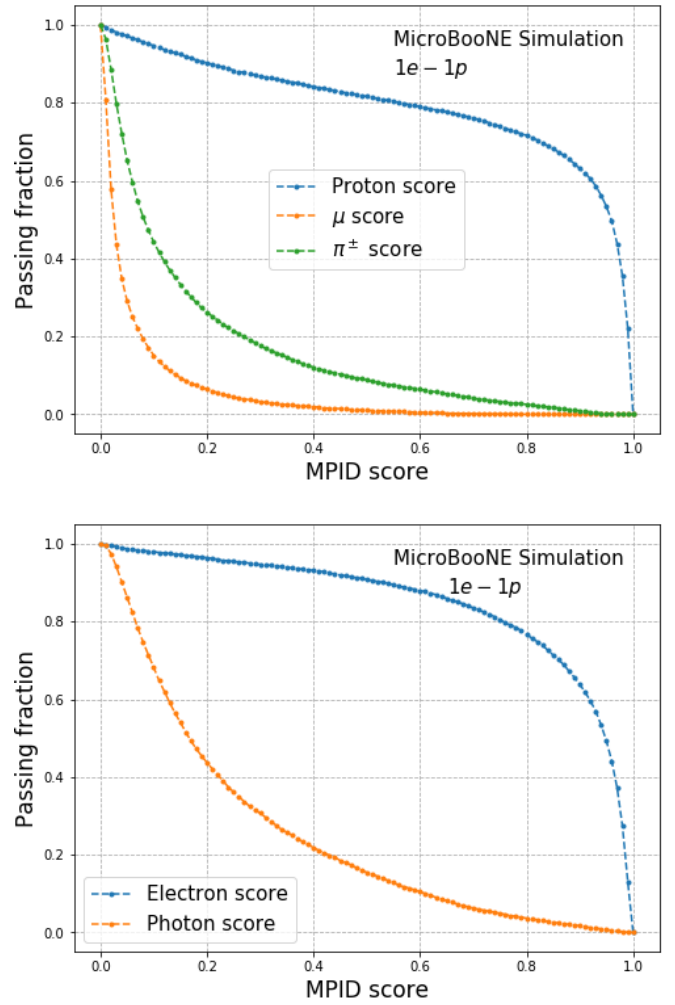 MicroBooNE Simulation
1e − 1p
Passing fraction
1.0
0.8
0.6
0.4
0.2
0.0
Proton score
μ score
π± score
0.0 0.2 0.4 0.6 0.8 1.0
MPID score
MicroBooNE Simulation
1e − 1p
Passing fraction
1.0
0.8
0.6
0.4
0.2
0.0
Electron score
Photon score
0.0 0.2 0.4 0.6 0.8 1.0
MPID score